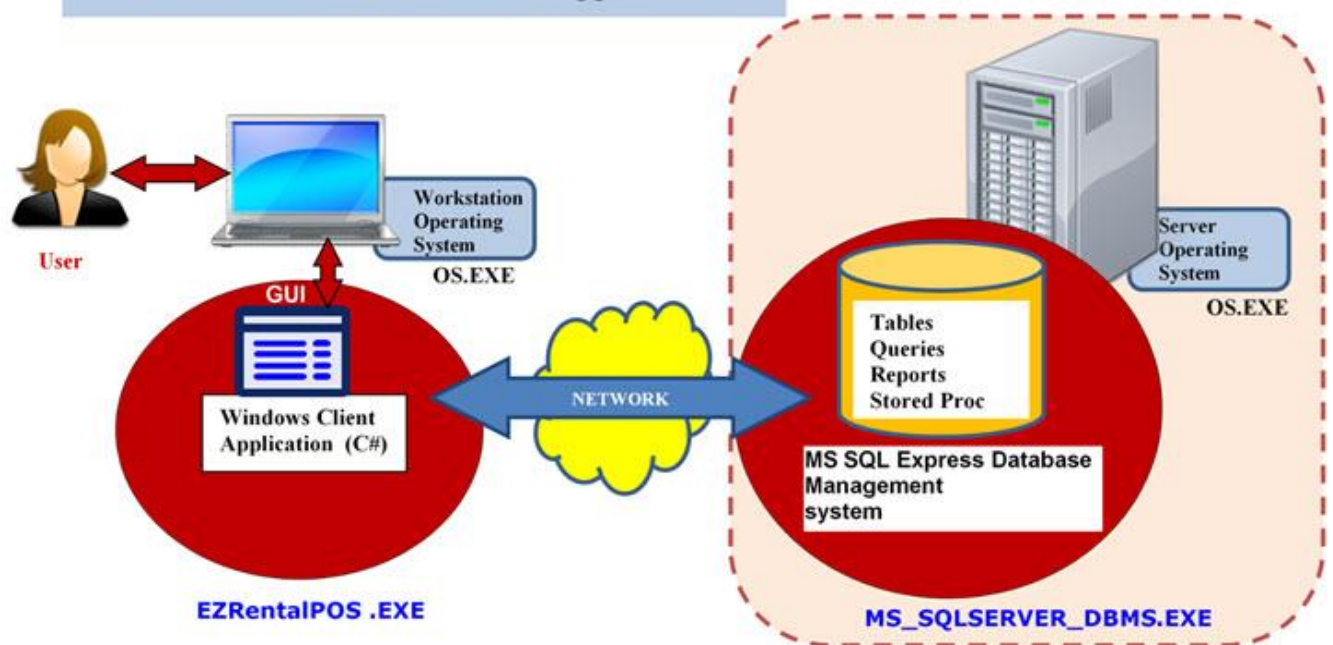 User
Workstation
Operating
System
OS.EXE
GUI
Windows Client
Application (C#)
EZRentalPOS .EXE
NETWORK
Server
Operating
System
OS.EXE
Tables
Queries
Reports
Stored Proc
MS SQL Express Database
Management
system
MS_SQLSERVER_DBMS.EXE